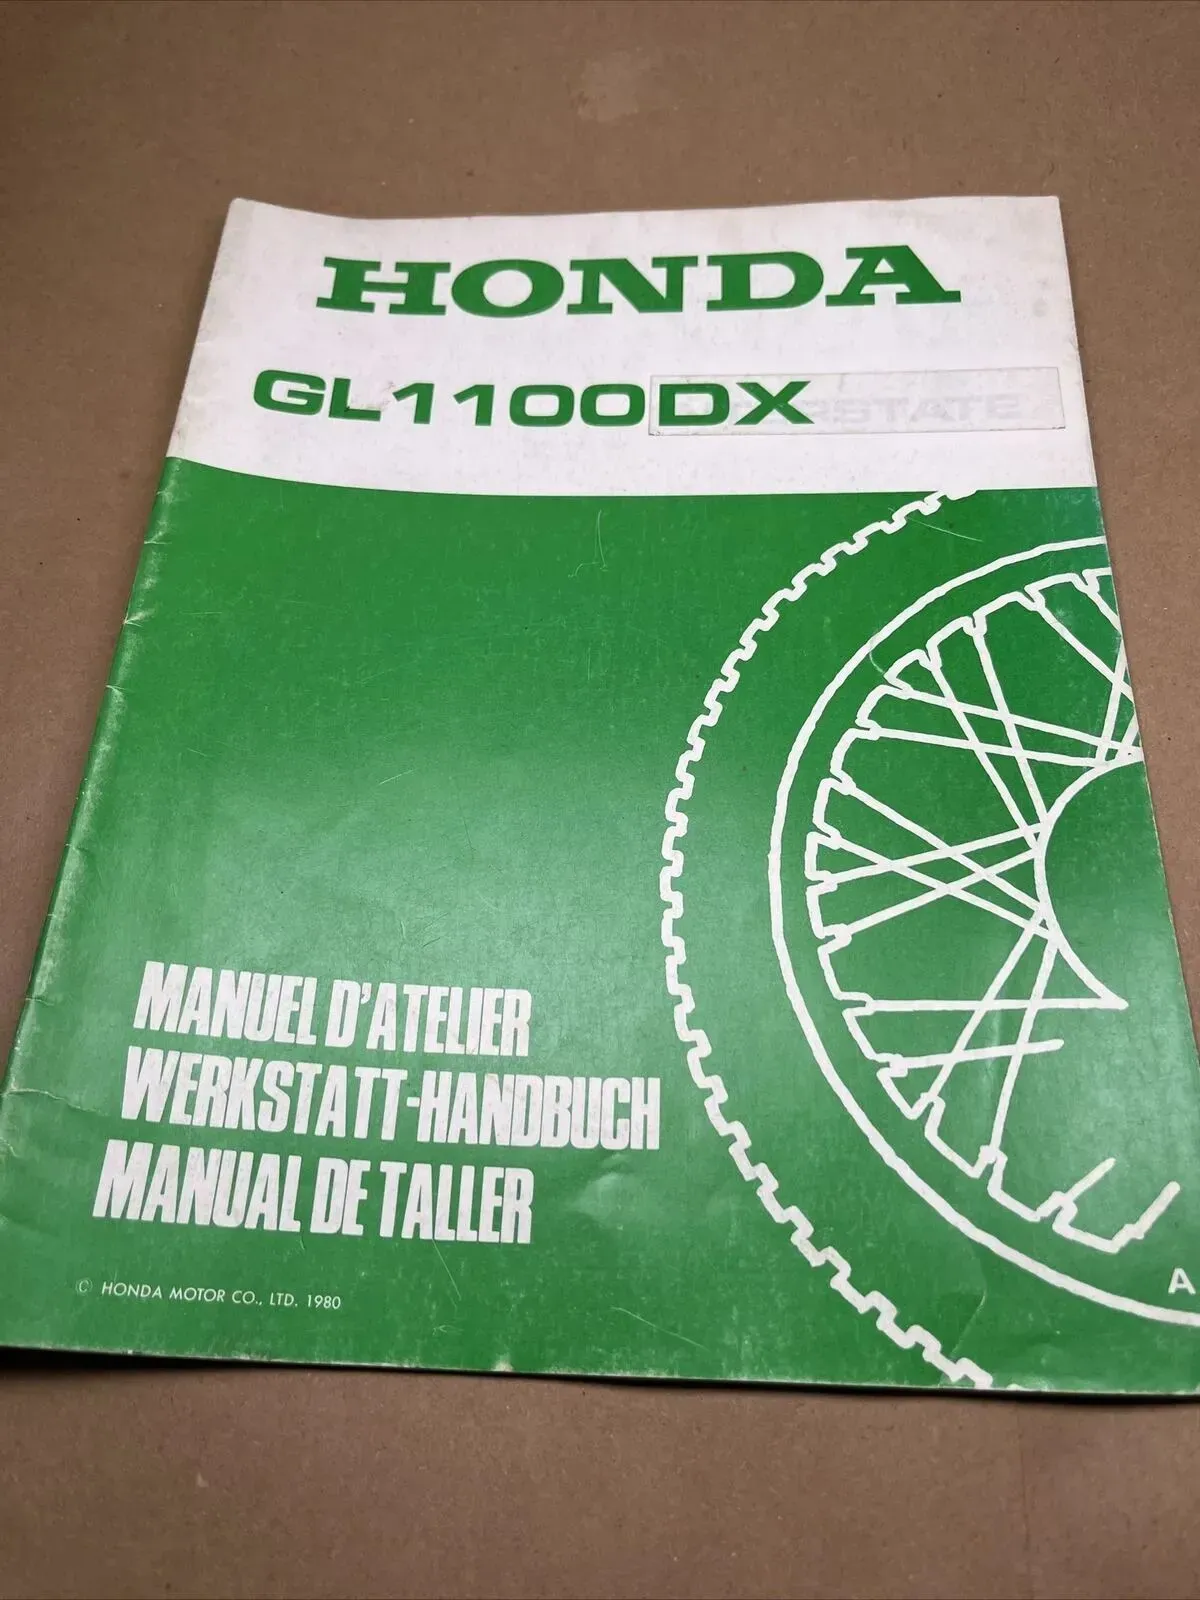 HONDA
GL1100DX
MANUEL D'ATELIER
WERKSTATT-HANDBUCH
MANUAL DE TALLER
© HONDA MOTOR CO., LTD. 1980
A